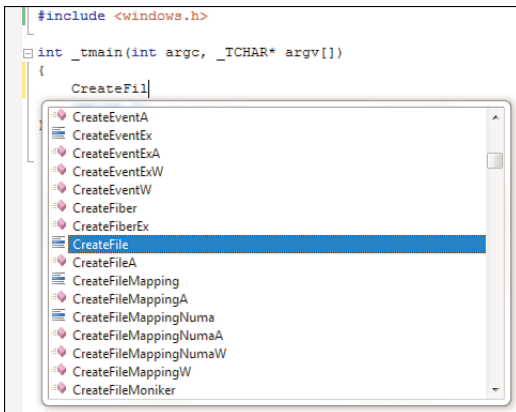 #include <windows.h>
int _tmain(int argc, _TCHAR* argv[])
{
CreateFil
CreateEventA
CreateEventEx
CreateEventExA
CreateEventExW
CreateEventW
CreateFiber
CreateFiberEx
CreateFile
CreateFileA
CreateFileMapping
CreateFileMappingA
CreateFileMappingNuma
CreateFileMappingNumaA
CreateFileMappingNumaW
CreateFileMappingW
CreateFileMoniker